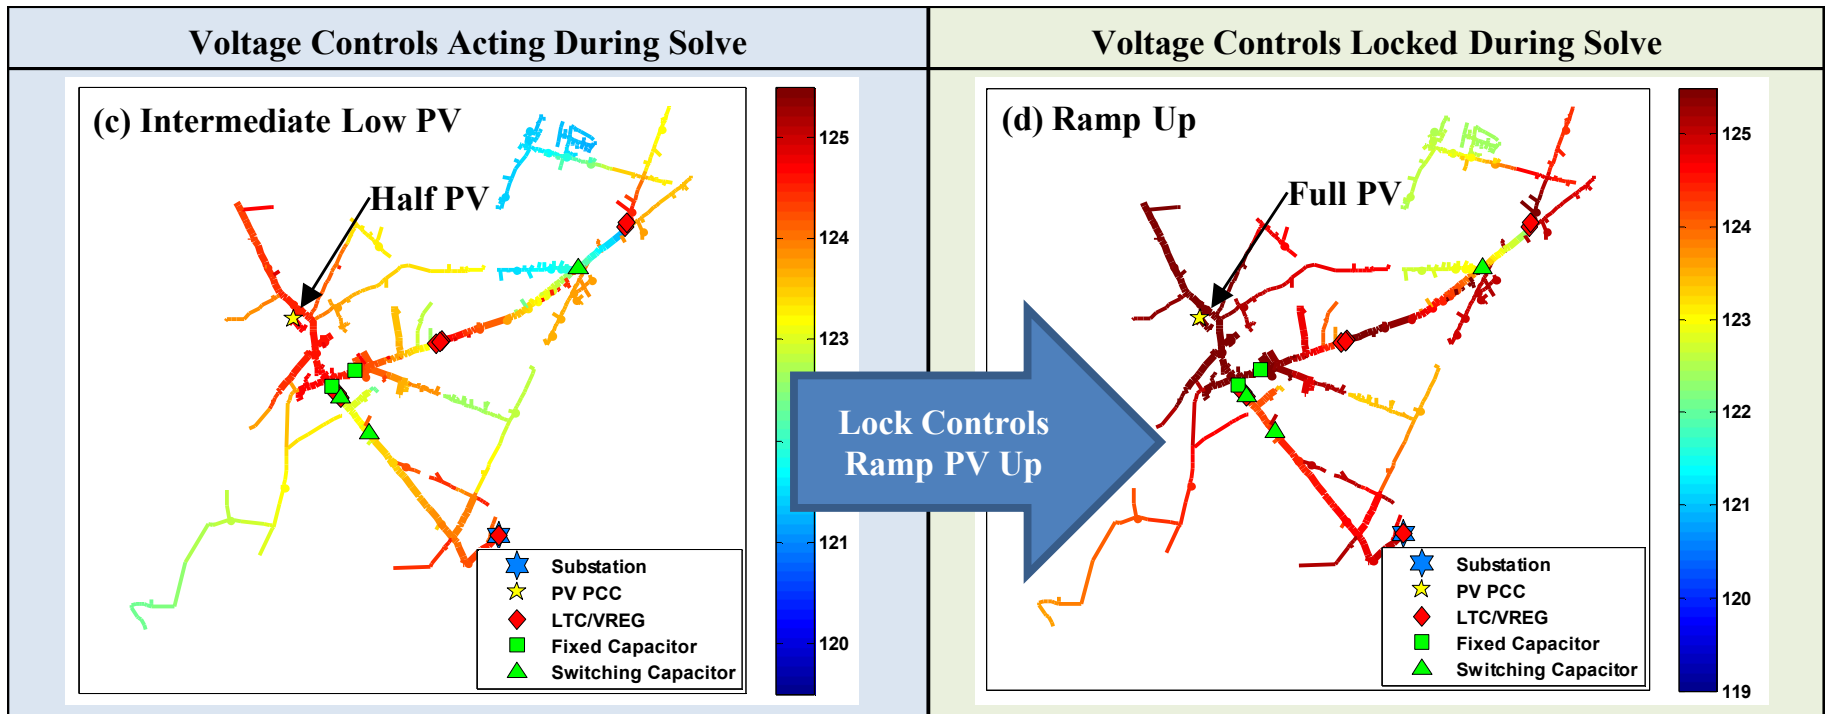 Voltage Controls Acting During Solve
Voltage Controls Locked During Solve
(c) Intermediate Low PV
Half PV
125
124
123
121
120
Substation
PV PCC
LTC/VREG
Fixed Capacitor
Switching Capacitor
Lock Controls
Ramp PV Up
(d) Ramp Up
Full PV
125
124
123
122
121
120
119
Substation
PV PCC
LTC/VREG
Fixed Capacitor
Switching Capacitor